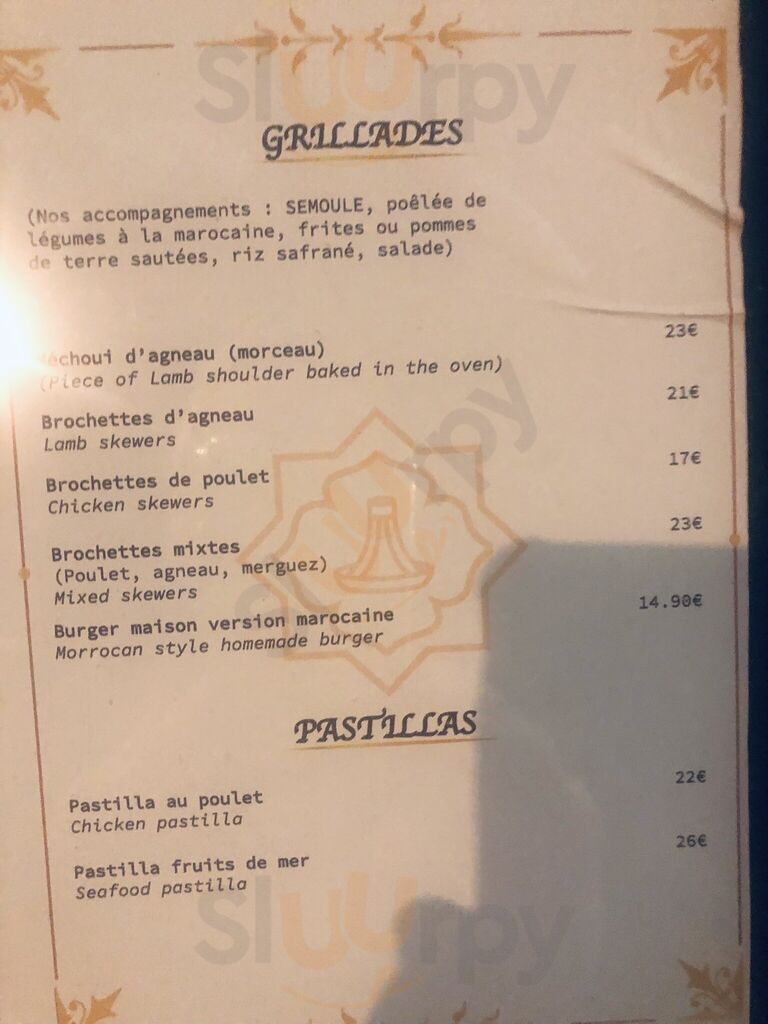 Sluurpy
GRILLADES
(Nos accompagnements : SEMOULE, poêlée de
légumes à la marocaine, frites ou pommes
de terre sautées, riz safrané, salade)
23€
d'agneau (morceau)
(Piece of Lamb shoulder baked in the oven)
21€
Brochettes d'agneau
Lamb skewers
17€
Brochettes de poulet
Chicken skewers
23€
Brochettes mixtes
(Poulet, agneau, merguez)
Mixed skewers
14.90€
Burger maison version marocaine
Morrocan style homemade burger
Sluurpy
PASTILLAS
22€
Pastilla au poulet
Chicken pastilla
26€
Pastilla fruits de mer
Seafood pastilla
Sluurpy